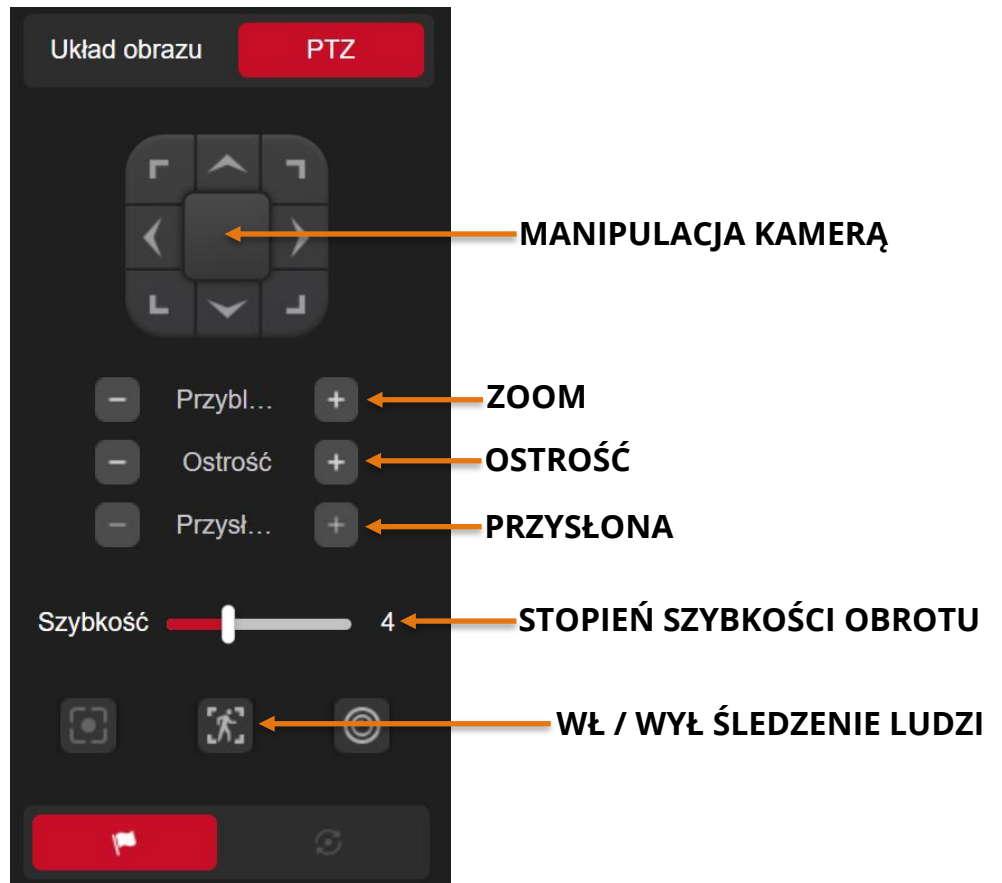 Układ obrazu PTZ
MANIPULACJA KAMERĄ
− Przybl... + ZOOM
− Ostrość + OSTROŚĆ
− Przysł... + PRZYSŁONA
Szybkość 4 STOPIEŃ SZYBKOŚCI OBROTU
WŁ / WYŁ ŚLEDZENIE LUDZI